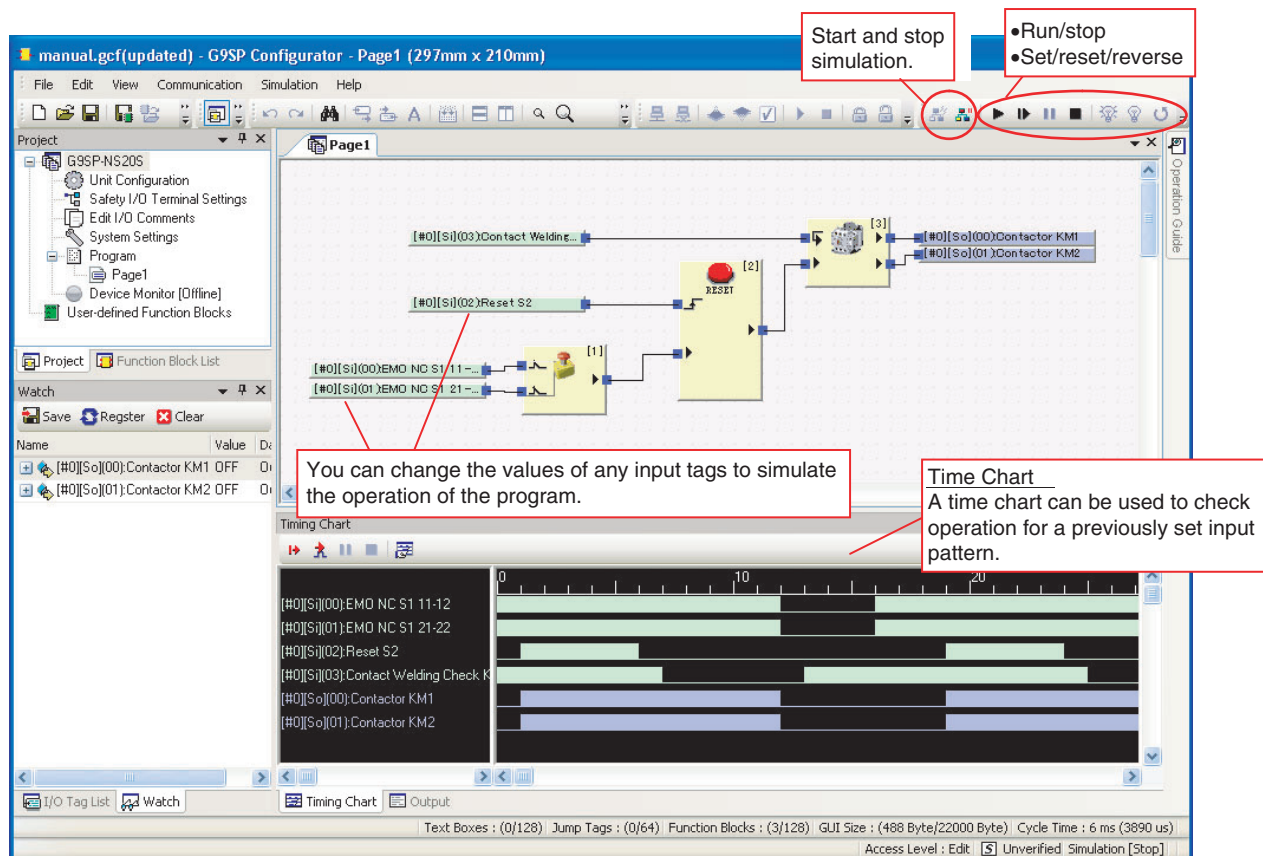 Start and stop
simulation.
•Run/stop
•Set/reset/reverse
manual.gcf(updated) - G9SP Configurator - Page1 (297mm x 210mm)
File Edit View Communication Simulation Help
Project
G9SP-NS20S
Unit Configuration
Safety I/O Terminal Settings
Edit I/O Comments
System Settings
Program
Page1
Device Monitor [Offline]
User-defined Function Blocks
Project Function Block List
Watch
Save Regster Clear
Name Value Da
[#0][So](00):Contactor KM1 OFF
[#0][So](01):Contactor KM2 OFF
I/O Tag List Watch
Page1
Operation Guide
[#0][Si](03):Contact Welding...
[3]
[#0][So](00):Contactor KM1
[#0][So](01):Contactor KM2
[2]
RESET
[#0][Si](02):Reset S2
[1]
[#0][Si](00):EMO NC S1 11-...
[#0][Si](01):EMO NC S1 21-...
You can change the values of any input tags to simulate
the operation of the program.
Time Chart
A time chart can be used to check
operation for a previously set input
pattern.
Timing Chart
0 10 20
[#0][Si](00):EMO NC S1 11-12
[#0][Si](01):EMO NC S1 21-22
[#0][Si](02):Reset S2
[#0][Si](03):Contact Welding Check K
[#0][So](00):Contactor KM1
[#0][So](01):Contactor KM2
Timing Chart Output
Text Boxes : (0/128) Jump Tags : (0/64) Function Blocks : (3/128) GUI Size : (488 Byte/22000 Byte) Cycle Time : 6 ms (3890 us)
Access Level : Edit S Unverified Simulation [Stop]